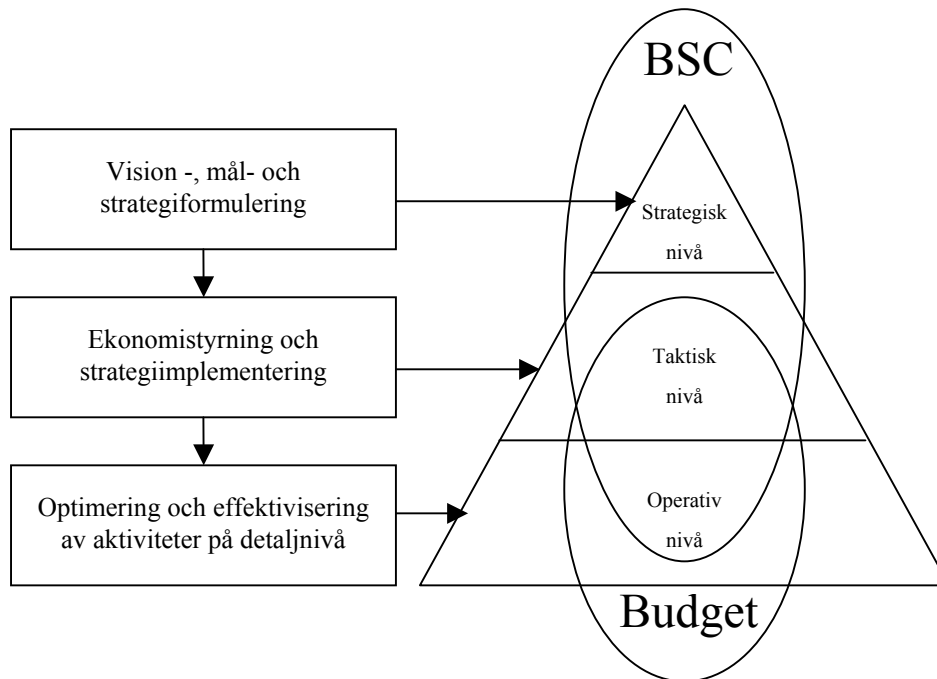 BSC
Vision -, mål- och
strategiformulering
Strategisk
nivå
Ekonomistyrning och
strategiimplementering
Taktisk
nivå
Optimering och effektivisering
av aktiviteter på detaljnivå
Operativ
nivå
Budget